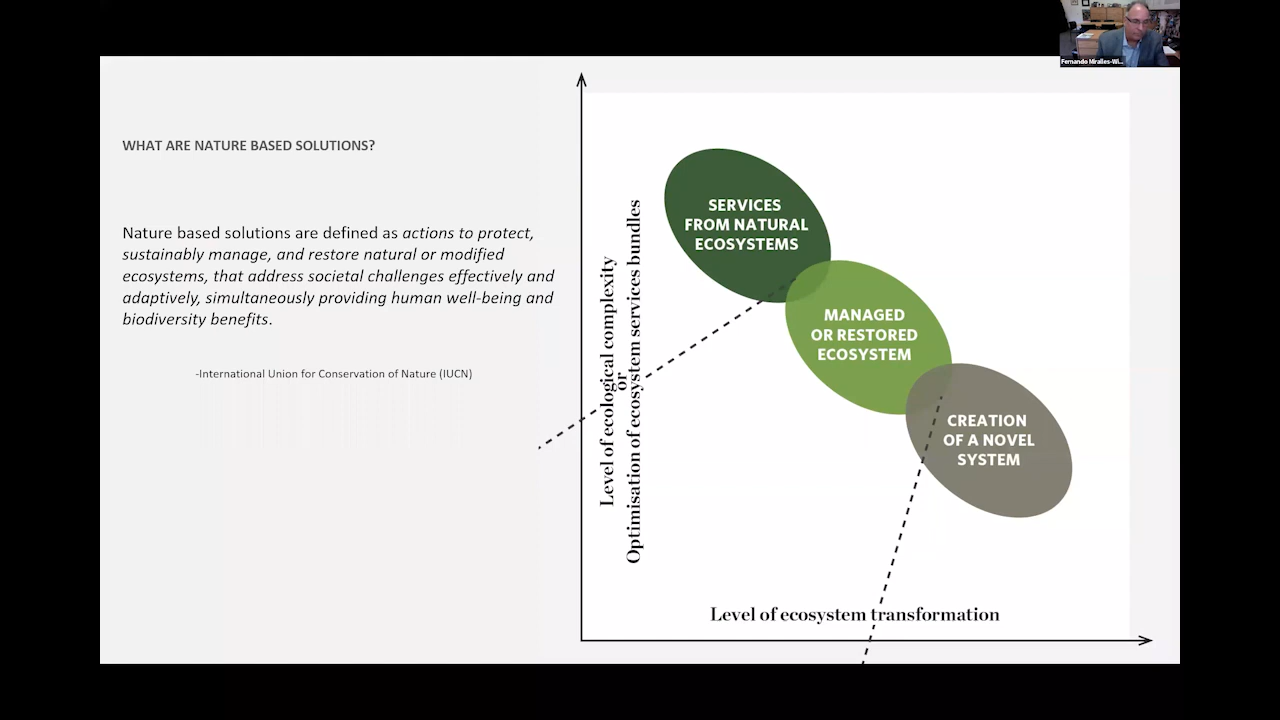 Fernando Miralles-Wi...
WHAT ARE NATURE BASED SOLUTIONS?
Nature based solutions are defined as actions to protect,
sustainably manage, and restore natural or modified
ecosystems, that address societal challenges effectively and
adaptively, simultaneously providing human well-being and
biodiversity benefits.
-International Union for Conservation of Nature (IUCN)
Level of ecological complexity
or
Optimisation of ecosystem services bundles
SERVICES
FROM NATURAL
ECOSYSTEMS
MANAGED
OR RESTORED
ECOSYSTEM
CREATION
OF A NOVEL
SYSTEM
Level of ecosystem transformation